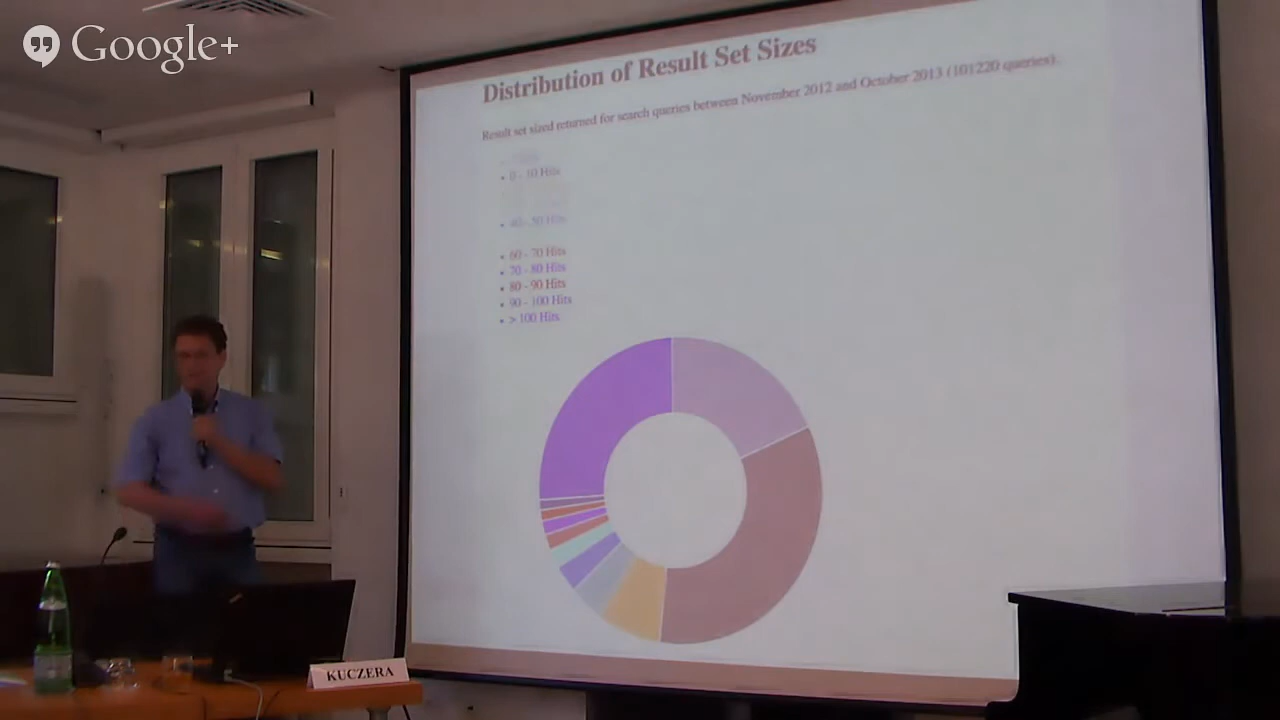 Google+
Distribution of Result Set Sizes
Result set sized returned for search queries between November 2012 and October 2013 (101220 queries).
0 - 10 Hits
40 - 50 Hits
60 - 70 Hits
70 - 80 Hits
80 - 90 Hits
90 - 100 Hits
> 100 Hits
KUCZERA